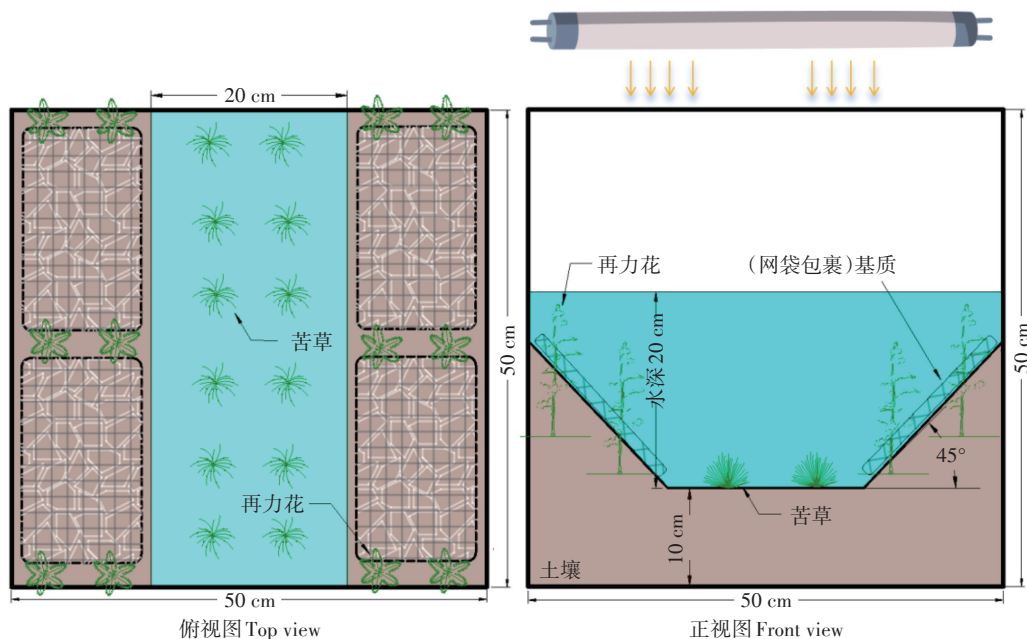 20 cm
苦草
再力花
50 cm
50 cm
俯视图 Top view
再力花
(网袋包裹)基质
水深 20 cm
45°
苦草
10 cm
土壤
50 cm
50 cm
正视图 Front view